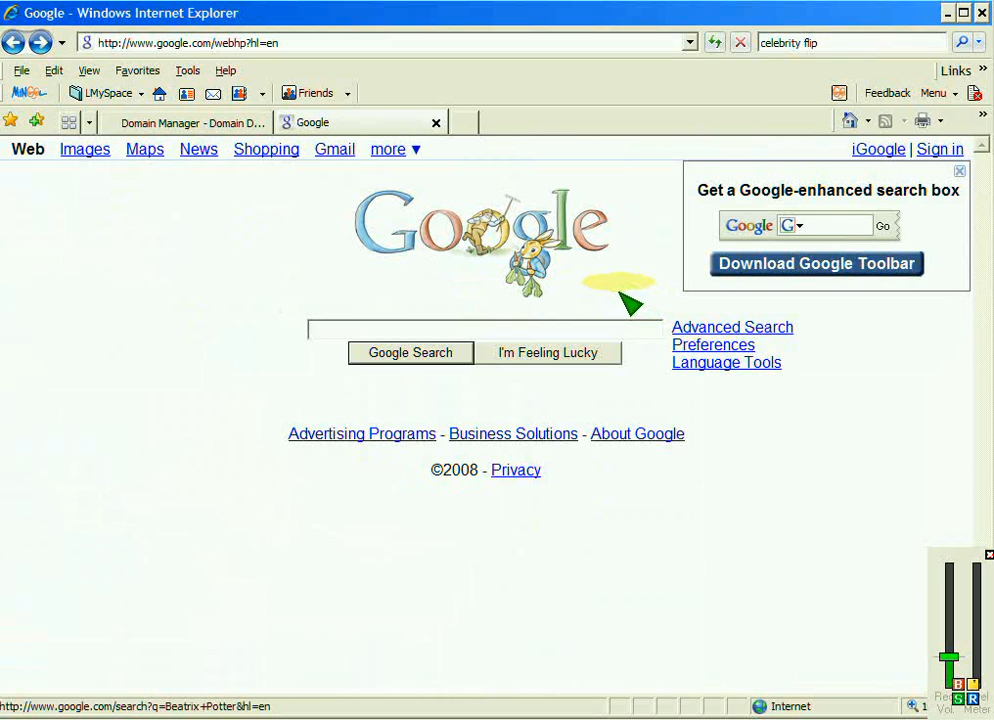 Google - Windows Internet Explorer
http://www.google.com/webhp?hl=en
celebrity flip
File Edit View Favorites Tools Help Links »
LMySpace Friends Feedback Menu »
Domain Manager - Domain D... Google
Web Images Maps News Shopping Gmail more ▼ iGoogle | Sign in
Get a Google-enhanced search box
Google G Go
Download Google Toolbar
Google
Advanced Search
Preferences
Language Tools
Google Search I'm Feeling Lucky
Advertising Programs - Business Solutions - About Google
©2008 - Privacy
B
S R
Vol. Meter
http://www.google.com/search?q=Beatrix+Potter&hl=en Internet 1